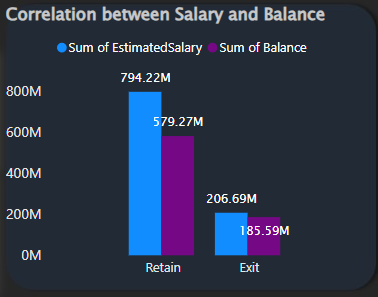 Correlation between Salary and Balance
Sum of EstimatedSalary Sum of Balance
800M
600M
400M
200M
0M
794.22M
579.27M
206.69M
185.59M
Retain
Exit